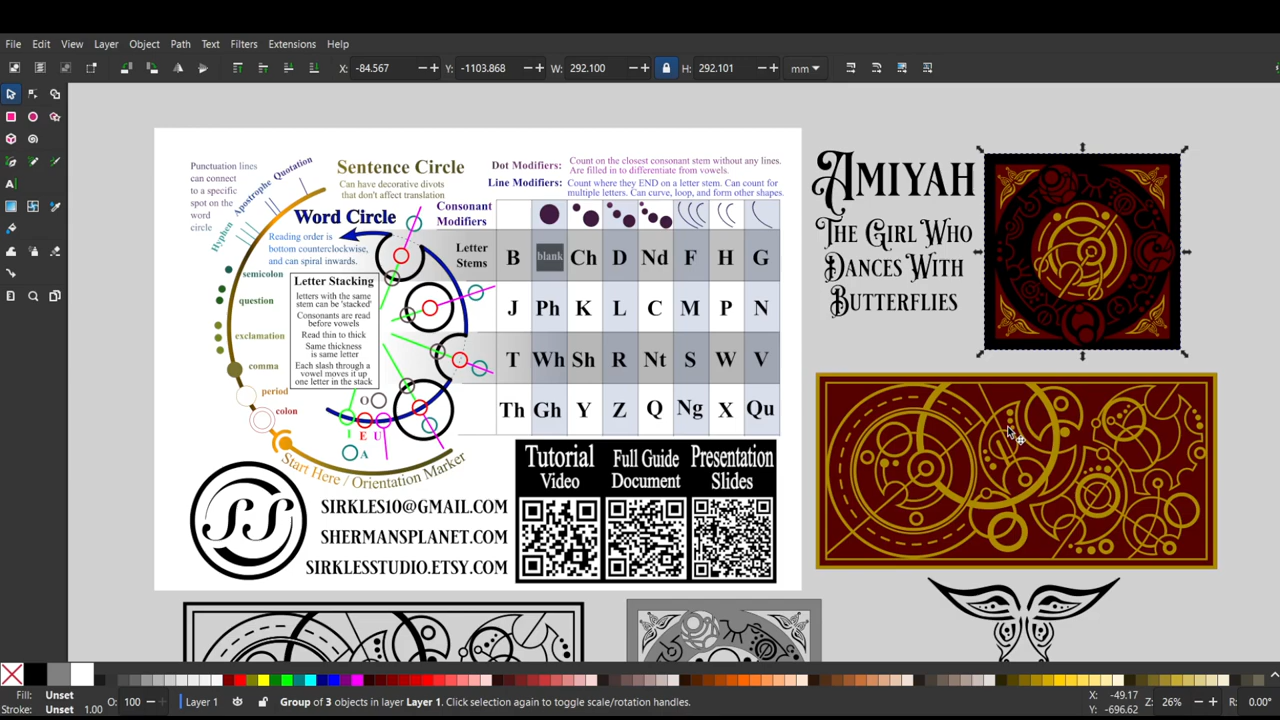 File Edit View Layer Object Path Text Filters Extensions Help
X: -84.567 Y: -1103.868 W: 292.100 H: 292.101 mm
Punctuation lines
can connect
to a specific
spot on the
word
circle
Hyphen
Apostrophe
Quotation
semicolon
question
exclamation
comma
period
colon
Start Here / Orientation Marker
Sentence Circle
Can have decorative divots
that don't affect translation
Word Circle
Reading order is
bottom counterclockwise,
and can spiral inwards.
Letter Stacking
letters with the same
stem can be 'stacked'
Consonants are read
before vowels
Read thin to thick
Same thickness
is same letter
Each slash through a
vowel moves it up
one letter in the stack
O
I E U
A
Dot Modifiers: Count on the closest consonant stem without any lines.
Are filled in to differentiate from vowels.
Line Modifiers: Count where they END on a letter stem. Can count for
multiple letters. Can curve, loop, and form other shapes.
Consonant
Modifiers
Letter
Stems
B blank Ch D Nd F H G
J Ph K L C M P N
T Wh Sh R Nt S W V
Th Gh Y Z Q Ng X Qu
SS
SIRKLES10@GMAIL.COM
SHERMANSPLANET.COM
SIRKLESSTUDIO.ETSY.COM
Tutorial
Video
Full Guide
Document
Presentation
Slides
Amiyah
The Girl Who
Dances With
Butterflies
Fill: Unset
Stroke: Unset 1.00
O: 100
Layer 1
Group of 3 objects in layer Layer 1. Click selection again to toggle scale/rotation handles.
X: -49.17
Y: -696.62
Z: 26%
R: 0.00°